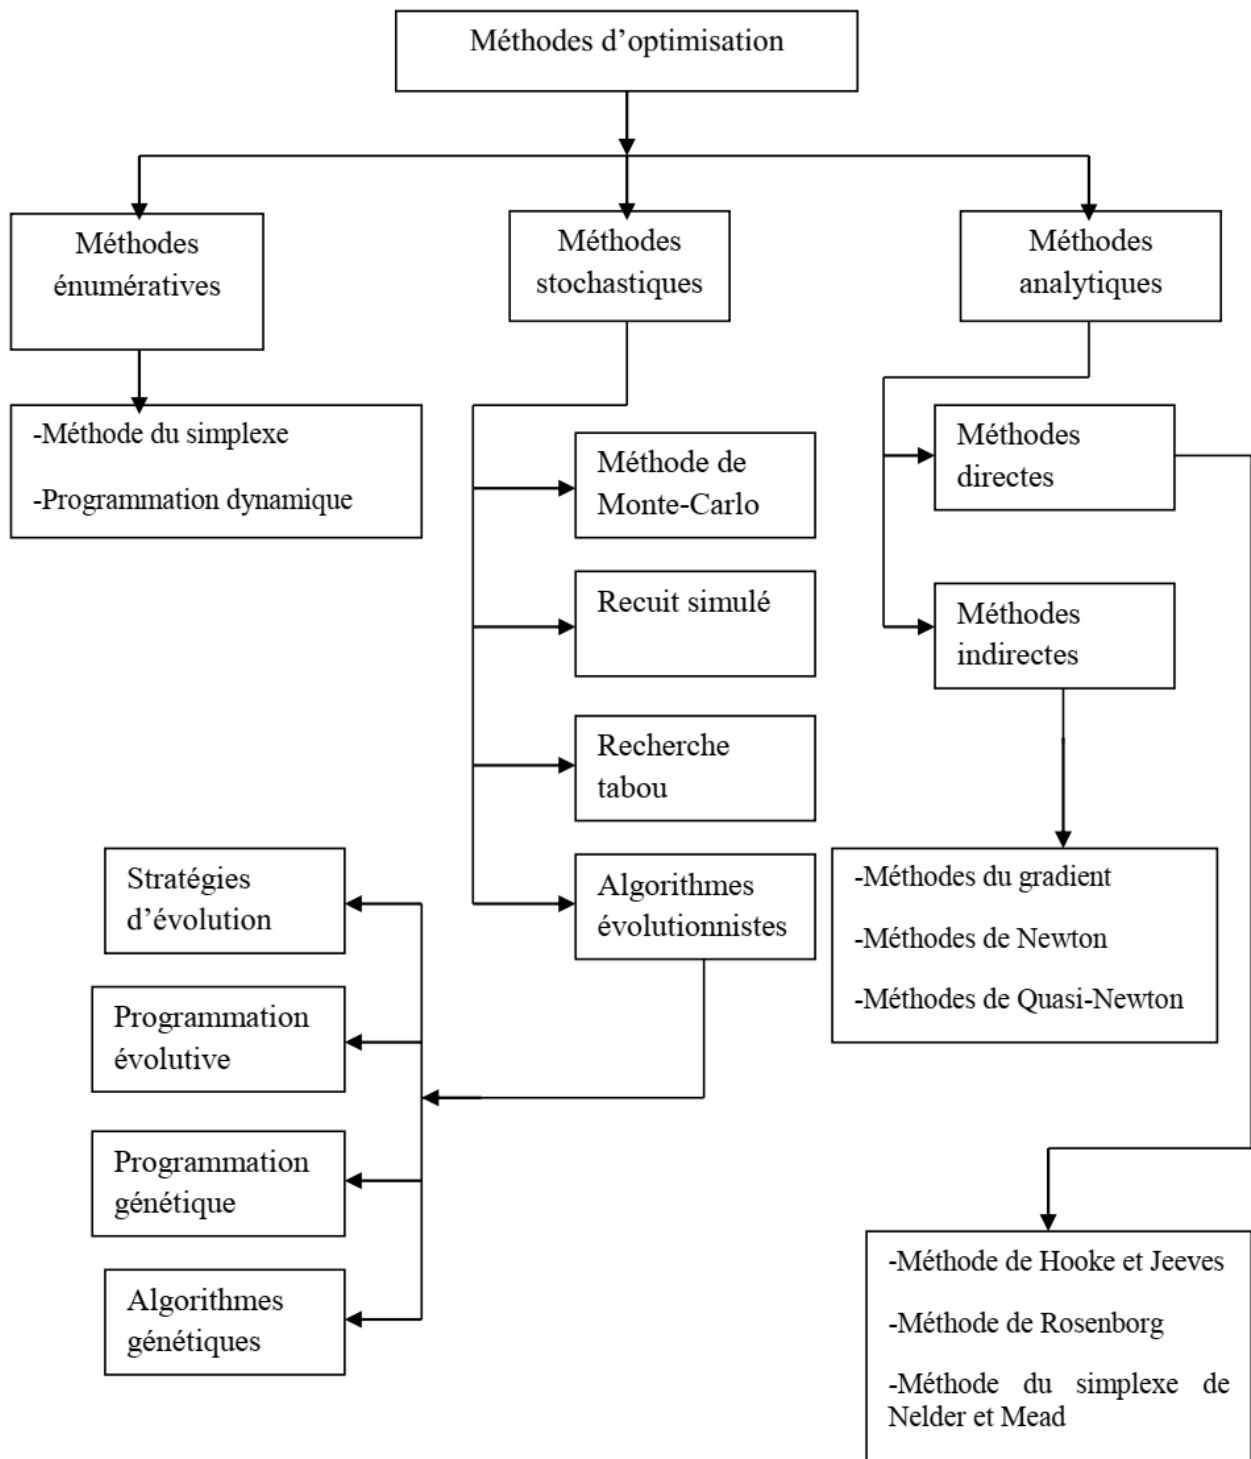 Méthodes d’optimisation
Méthodes
énumératives
Méthodes
stochastiques
Méthodes
analytiques
-Méthode du simplexe
-Programmation dynamique
Méthode de
Monte-Carlo
Recuit simulé
Recherche
tabou
Algorithmes
évolutionnistes
Méthodes
directes
Méthodes
indirectes
Stratégies
d’évolution
Programmation
évolutive
Programmation
génétique
Algorithmes
génétiques
-Méthodes du gradient
-Méthodes de Newton
-Méthodes de Quasi-Newton
-Méthode de Hooke et Jeeves
-Méthode de Rosenborg
-Méthode du simplexe de
Nelder et Mead